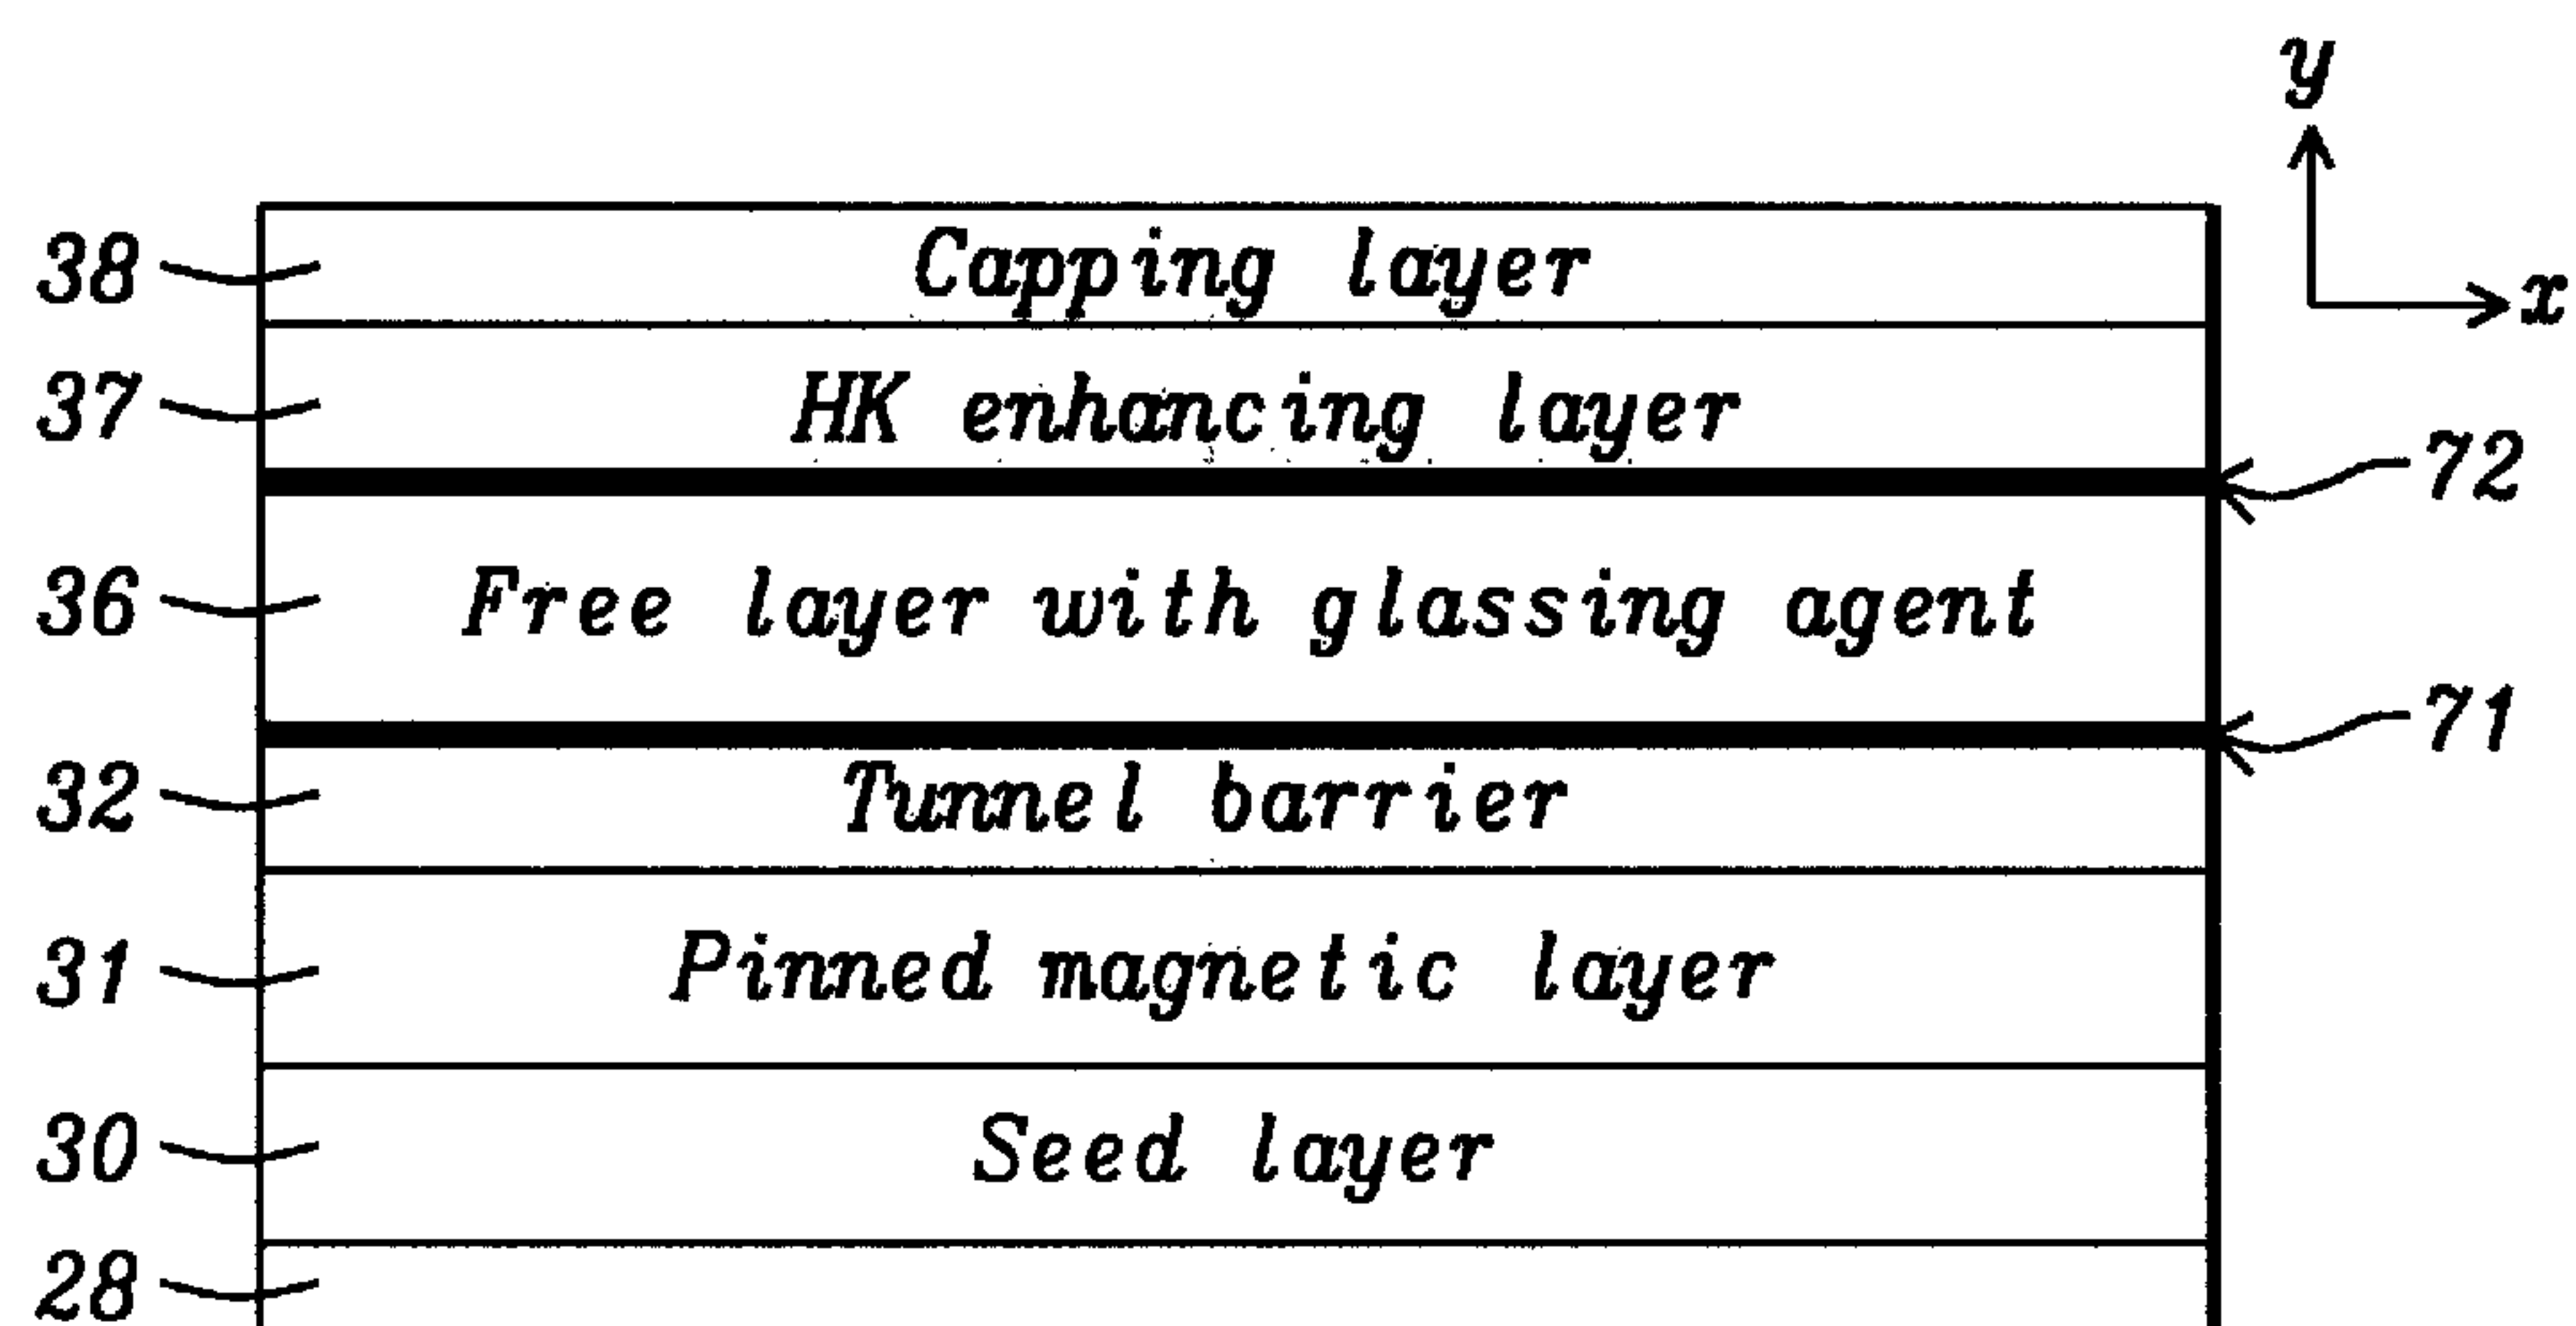 y
38 Capping layer
x
37 HK enhancing layer
72
36 Free layer with glassing agent
71
32 Tunnel barrier
31 Pinned magnetic layer
30 Seed layer
28